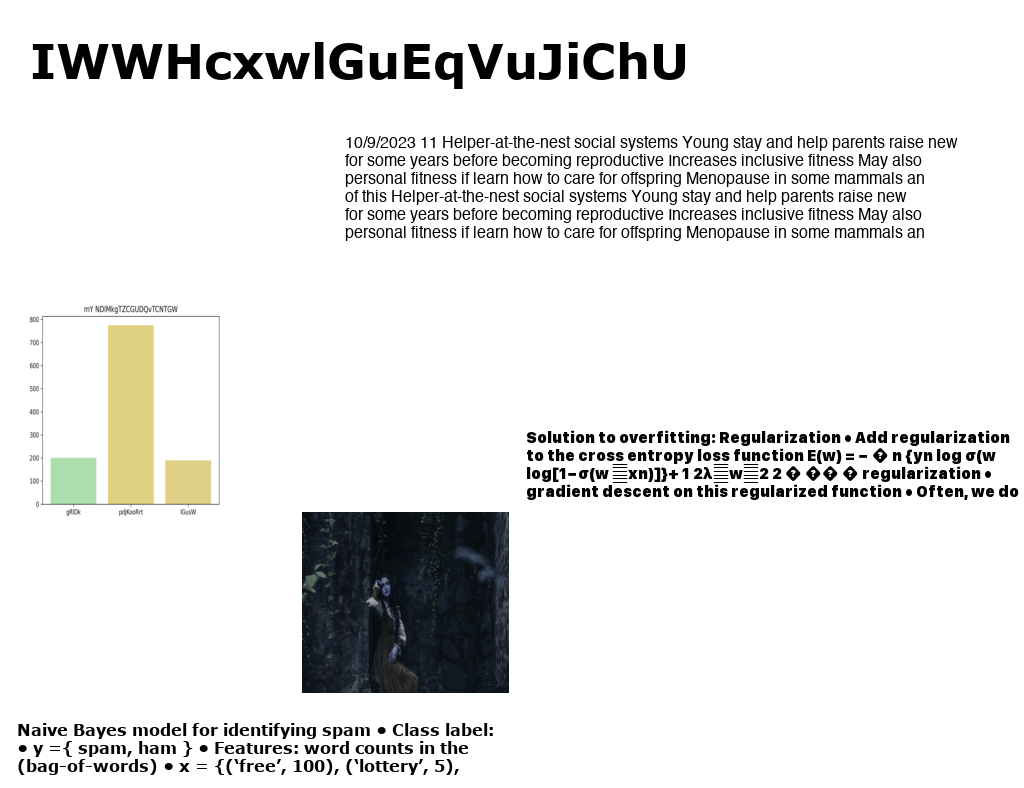 IWWHcxwlGuEqVuJiChU
10/9/2023 11 Helper-at-the-nest social systems Young stay and help parents raise new
for some years before becoming reproductive Increases inclusive fitness May also
personal fitness if learn how to care for offspring Menopause in some mammals an
of this Helper-at-the-nest social systems Young stay and help parents raise new
for some years before becoming reproductive Increases inclusive fitness May also
personal fitness if learn how to care for offspring Menopause in some mammals an
mY NDlMkgTZCGUDQvTCNTGW
800
700
600
500
400
300
200
100
0
gRlDk pdJKooRrt lGusW
Solution to overfitting: Regularization • Add regularization
to the cross entropy loss function E(w) = − � n {yn log σ(w
log[1−σ(w xn)]}+ 1 2λ w 2 2 � �� � regularization •
gradient descent on this regularized function • Often, we do
Naive Bayes model for identifying spam • Class label:
• y ={ spam, ham } • Features: word counts in the
(bag-of-words) • x = {(‘free’, 100), (‘lottery’, 5),